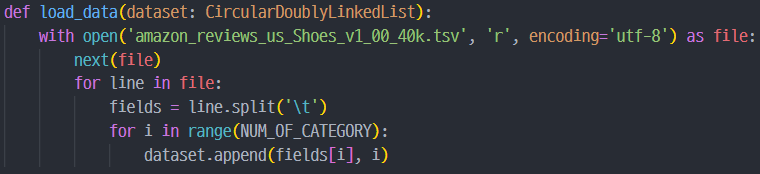 def load_data(dataset: CircularDoublyLinkedList):
    with open('amazon_reviews_us_Shoes_v1_00_40k.tsv', 'r', encoding='utf-8') as file:
        next(file)
        for line in file:
            fields = line.split('\t')
            for i in range(NUM_OF_CATEGORY):
                dataset.append(fields[i], i)